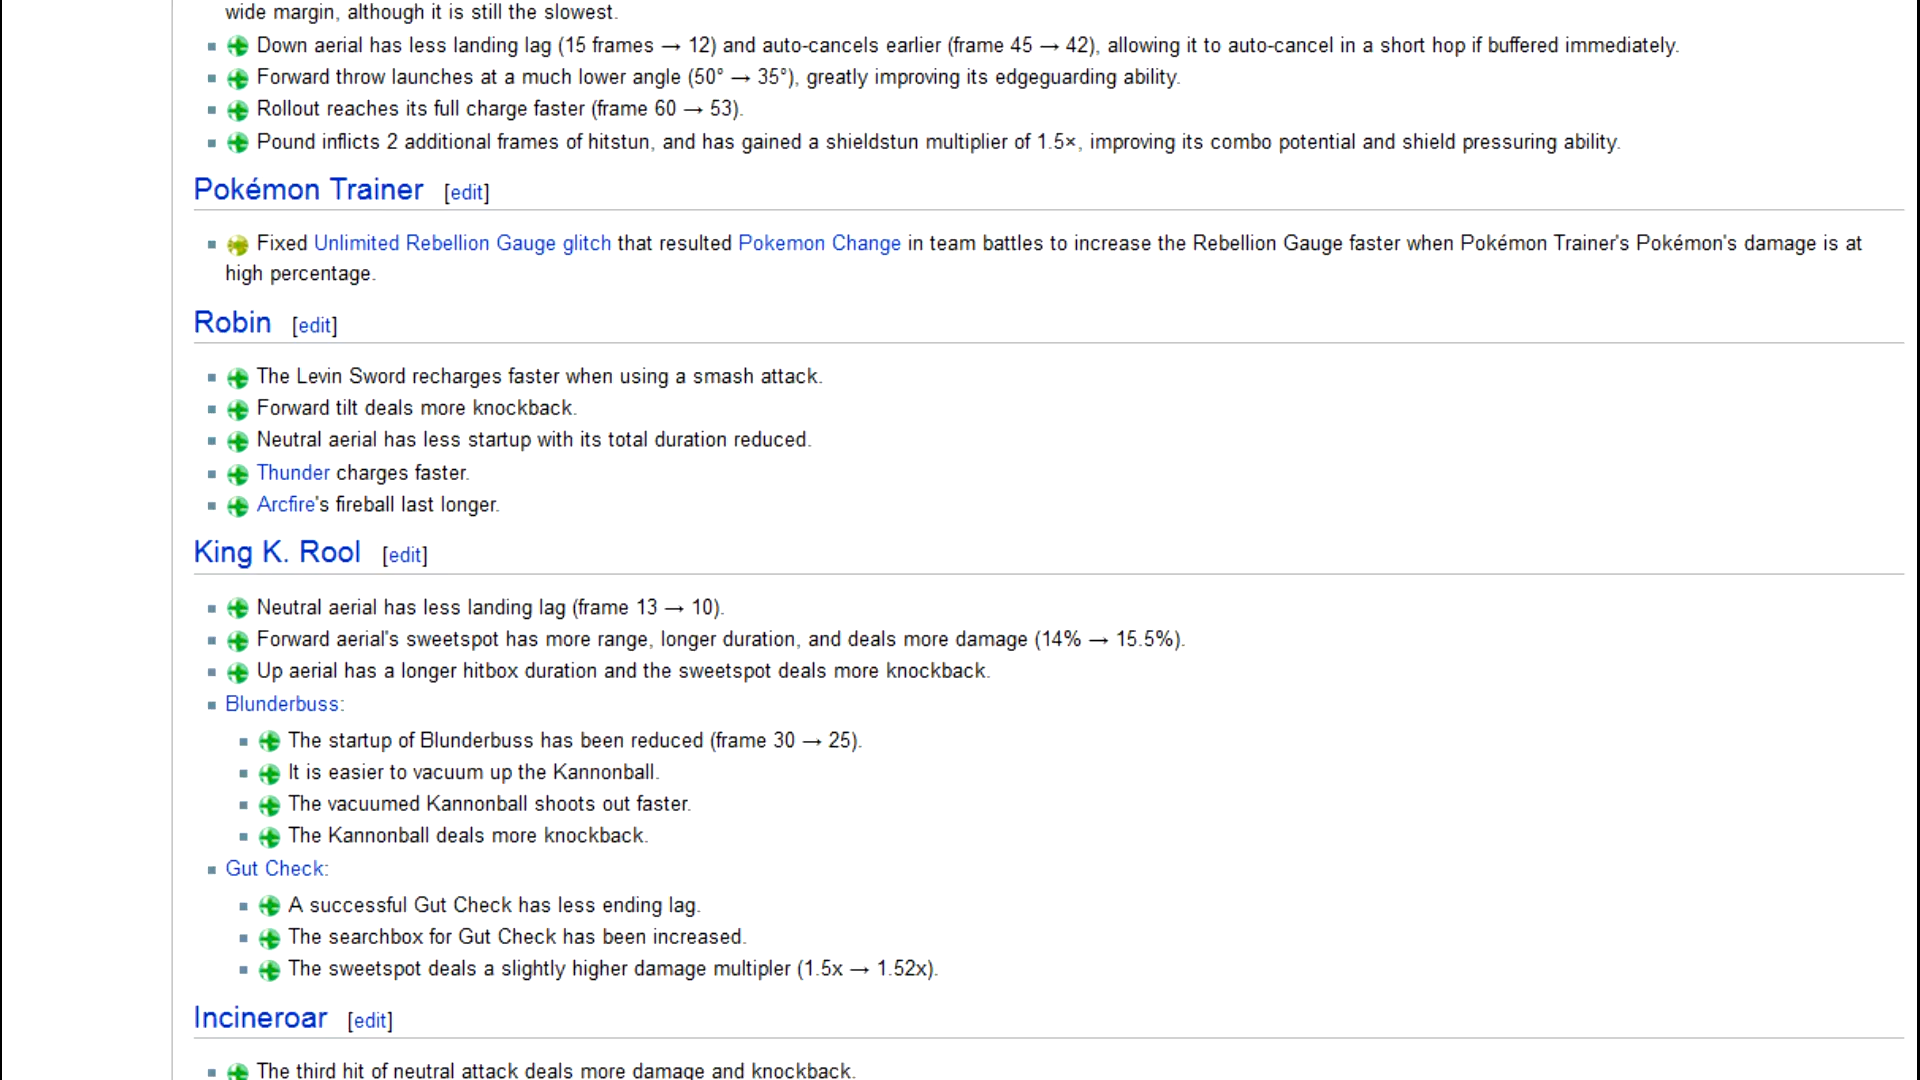 wide margin, although it is still the slowest.
Down aerial has less landing lag (15 frames → 12) and auto-cancels earlier (frame 45 → 42), allowing it to auto-cancel in a short hop if buffered immediately.
Forward throw launches at a much lower angle (50° → 35°), greatly improving its edgeguarding ability.
Rollout reaches its full charge faster (frame 60 → 53).
Pound inflicts 2 additional frames of hitstun, and has gained a shieldstun multiplier of 1.5×, improving its combo potential and shield pressuring ability.
Pokémon Trainer [edit]
Fixed Unlimited Rebellion Gauge glitch that resulted Pokemon Change in team battles to increase the Rebellion Gauge faster when Pokémon Trainer's Pokémon's damage is at
high percentage.
Robin [edit]
The Levin Sword recharges faster when using a smash attack.
Forward tilt deals more knockback.
Neutral aerial has less startup with its total duration reduced.
Thunder charges faster.
Arcfire's fireball last longer.
King K. Rool [edit]
Neutral aerial has less landing lag (frame 13 → 10).
Forward aerial's sweetspot has more range, longer duration, and deals more damage (14% → 15.5%).
Up aerial has a longer hitbox duration and the sweetspot deals more knockback.
Blunderbuss:
The startup of Blunderbuss has been reduced (frame 30 → 25).
It is easier to vacuum up the Kannonball.
The vacuumed Kannonball shoots out faster.
The Kannonball deals more knockback.
Gut Check:
A successful Gut Check has less ending lag.
The searchbox for Gut Check has been increased.
The sweetspot deals a slightly higher damage multipler (1.5x → 1.52x).
Incineroar [edit]
The third hit of neutral attack deals more damage and knockback.